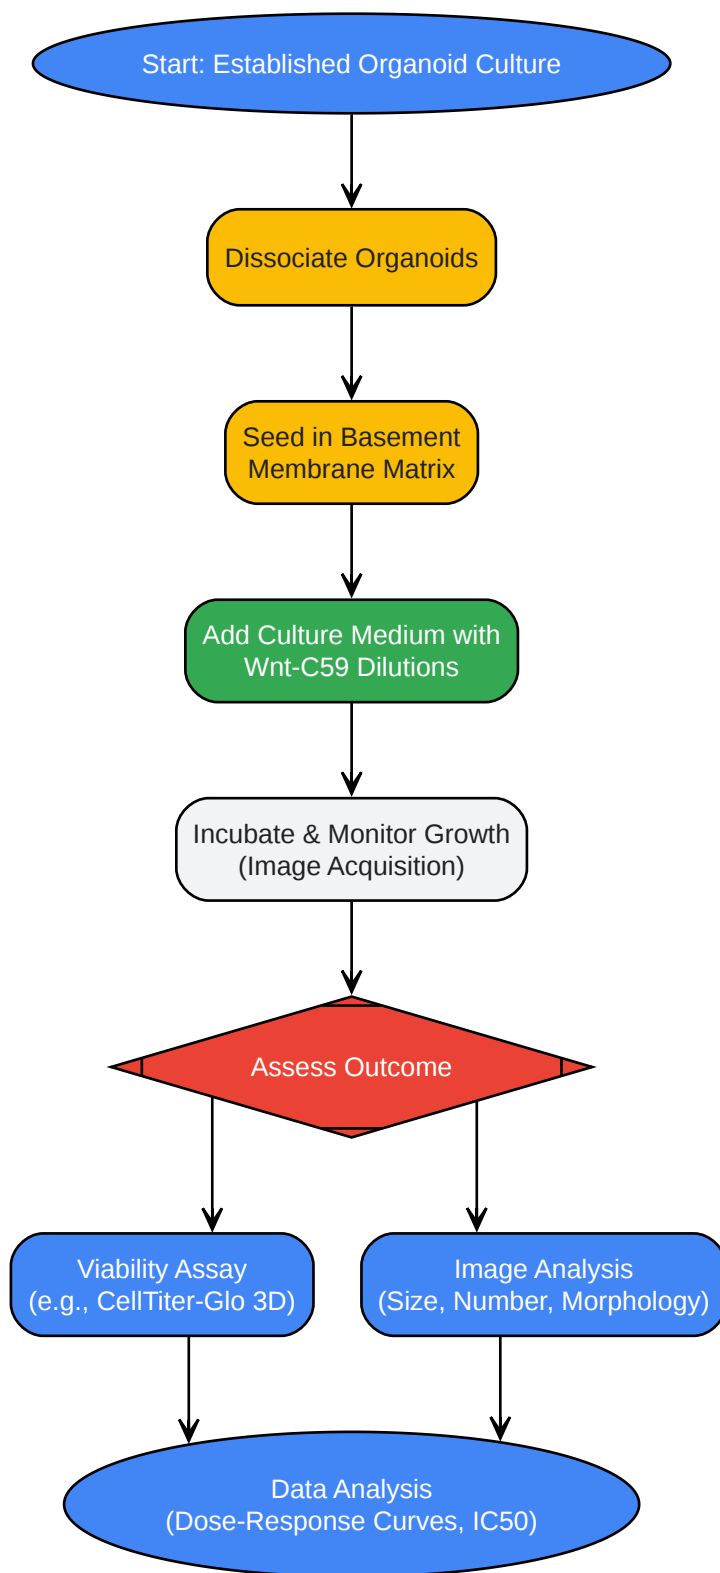 Start: Established Organoid Culture
Dissociate Organoids
Seed in Basement
Membrane Matrix
Add Culture Medium with
Wnt-C59 Dilutions
Incubate & Monitor Growth
(Image Acquisition)
Assess Outcome
Viability Assay
(e.g., CellTiter-Glo 3D)
Image Analysis
(Size, Number, Morphology)
Data Analysis
(Dose-Response Curves, IC50)